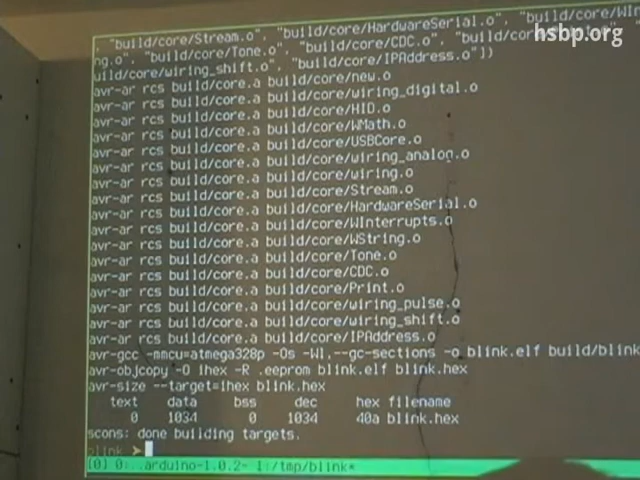 , "build/core/Stream.o", "build/core/HardwareSerial.o", "build/core/WIn
hsbp.org
ng.o", "build/core/Tone.o", "build/core/CDC.o", "build/core/
uild/core/wiring_shift.o", "build/core/IPAddress.o"])
avr-ar rcs build/core.a build/core/new.o
avr-ar rcs build/core.a build/core/wiring_digital.o
avr-ar rcs build/core.a build/core/HID.o
avr-ar rcs build/core.a build/core/WMath.o
avr-ar rcs build/core.a build/core/USBCore.o
avr-ar rcs build/core.a build/core/wiring_analog.o
avr-ar rcs build/core.a build/core/wiring.o
avr-ar rcs build/core.a build/core/Stream.o
avr-ar rcs build/core.a build/core/HardwareSerial.o
avr-ar rcs build/core.a build/core/WInterrupts.o
avr-ar rcs build/core.a build/core/WString.o
avr-ar rcs build/core.a build/core/Tone.o
avr-ar rcs build/core.a build/core/CDC.o
avr-ar rcs build/core.a build/core/Print.o
avr-ar rcs build/core.a build/core/wiring_pulse.o
avr-ar rcs build/core.a build/core/wiring_shift.o
avr-ar rcs build/core.a build/core/IPAddress.o
avr-gcc -mmcu=atmega328p -Os -Wl,--gc-sections -o blink.elf build/blink
avr-objcopy -O ihex -R .eeprom blink.elf blink.hex
avr-size --target=ihex blink.hex
text data bss dec hex filename
0 1034 0 1034 40a blink.hex
scons: done building targets.
blink >
[0] 0:..arduino-1.0.2- 1:/tmp/blink*